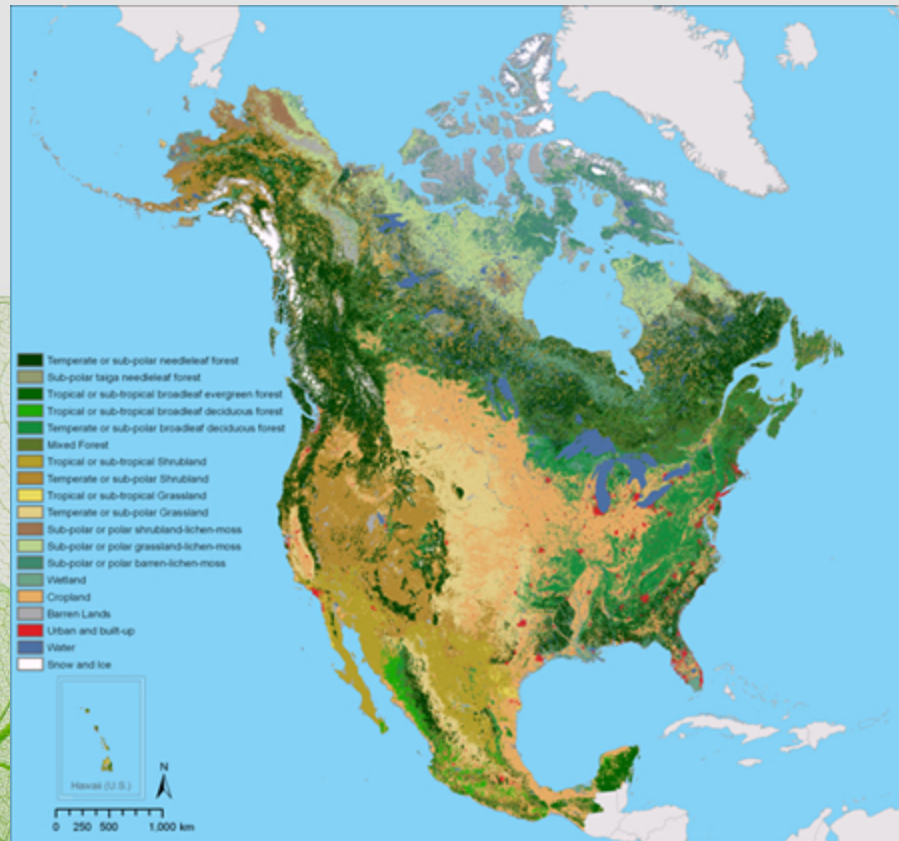 Temperate or sub-polar needleleaf forest
Sub-polar taiga needleleaf forest
Tropical or sub-tropical broadleaf evergreen forest
Tropical or sub-tropical broadleaf deciduous forest
Temperate or sub-polar broadleaf deciduous forest
Mixed Forest
Tropical or sub-tropical Shrubland
Temperate or sub-polar Shrubland
Tropical or sub-tropical Grassland
Temperate or sub-polar Grassland
Sub-polar or polar shrubland-lichen-moss
Sub-polar or polar grassland-lichen-moss
Sub-polar or polar barren-lichen-moss
Wetland
Cropland
Barren Lands
Urban and built-up
Water
Snow and Ice
Hawaii (U.S.)
N
0 250 500 1,000 km